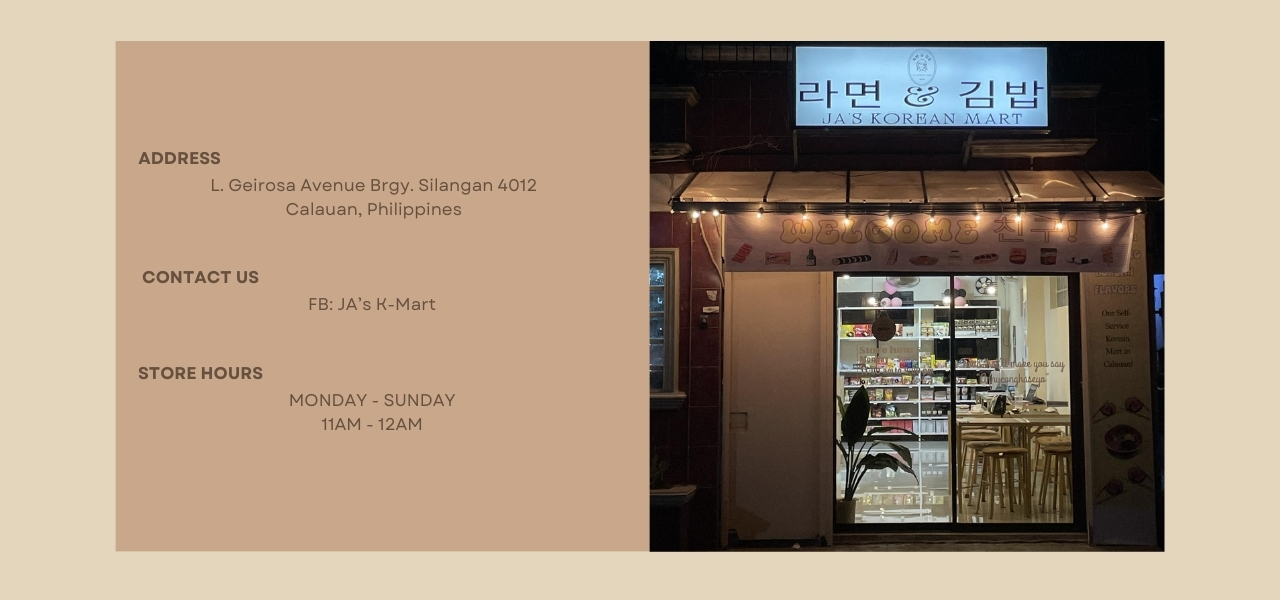 ADDRESS
L. Geirosa Avenue Brgy. Silangan 4012
Calauan, Philippines
CONTACT US
FB: JA’s K-Mart
STORE HOURS
MONDAY - SUNDAY
11AM - 12AM
라면 & 김밥
JA'S KOREAN MART
WELCOME 친구!
FLAVORS
Our Self-
Service
Korean
Mart in
Calauan!
Store hours
make you say